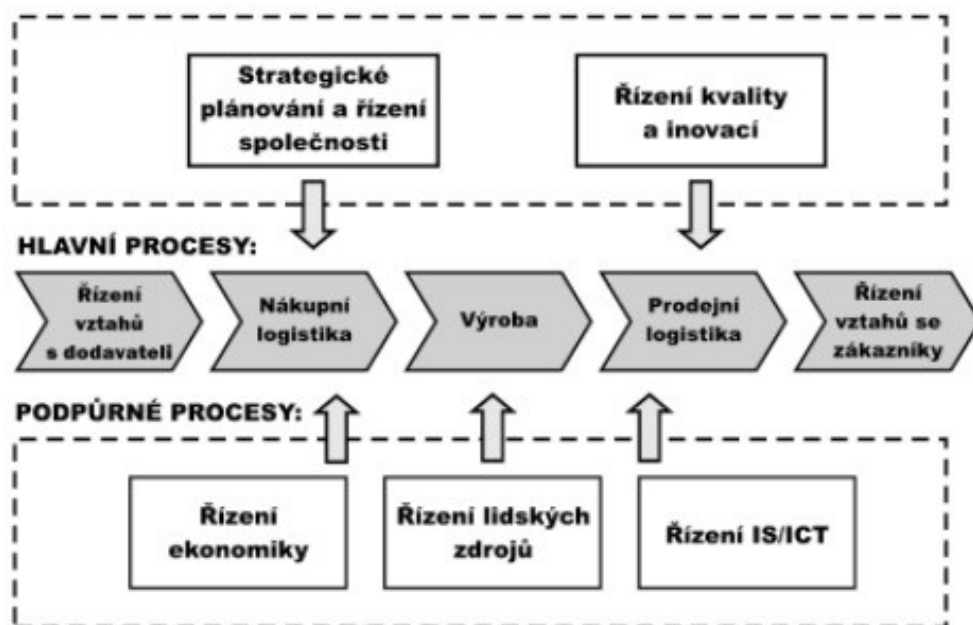 Strategické
plánování a řízení
společnosti
Řízení kvality
a inovací
HLAVNÍ PROCESY:
Řízení
vztahů
s dodavateli
Nákupní
logistika
Výroba
Prodejní
logistika
Řízení
vztahů se
zákazníky
PODPŮRNÉ PROCESY:
Řízení
ekonomiky
Řízení lidských
zdrojů
Řízení IS/ICT